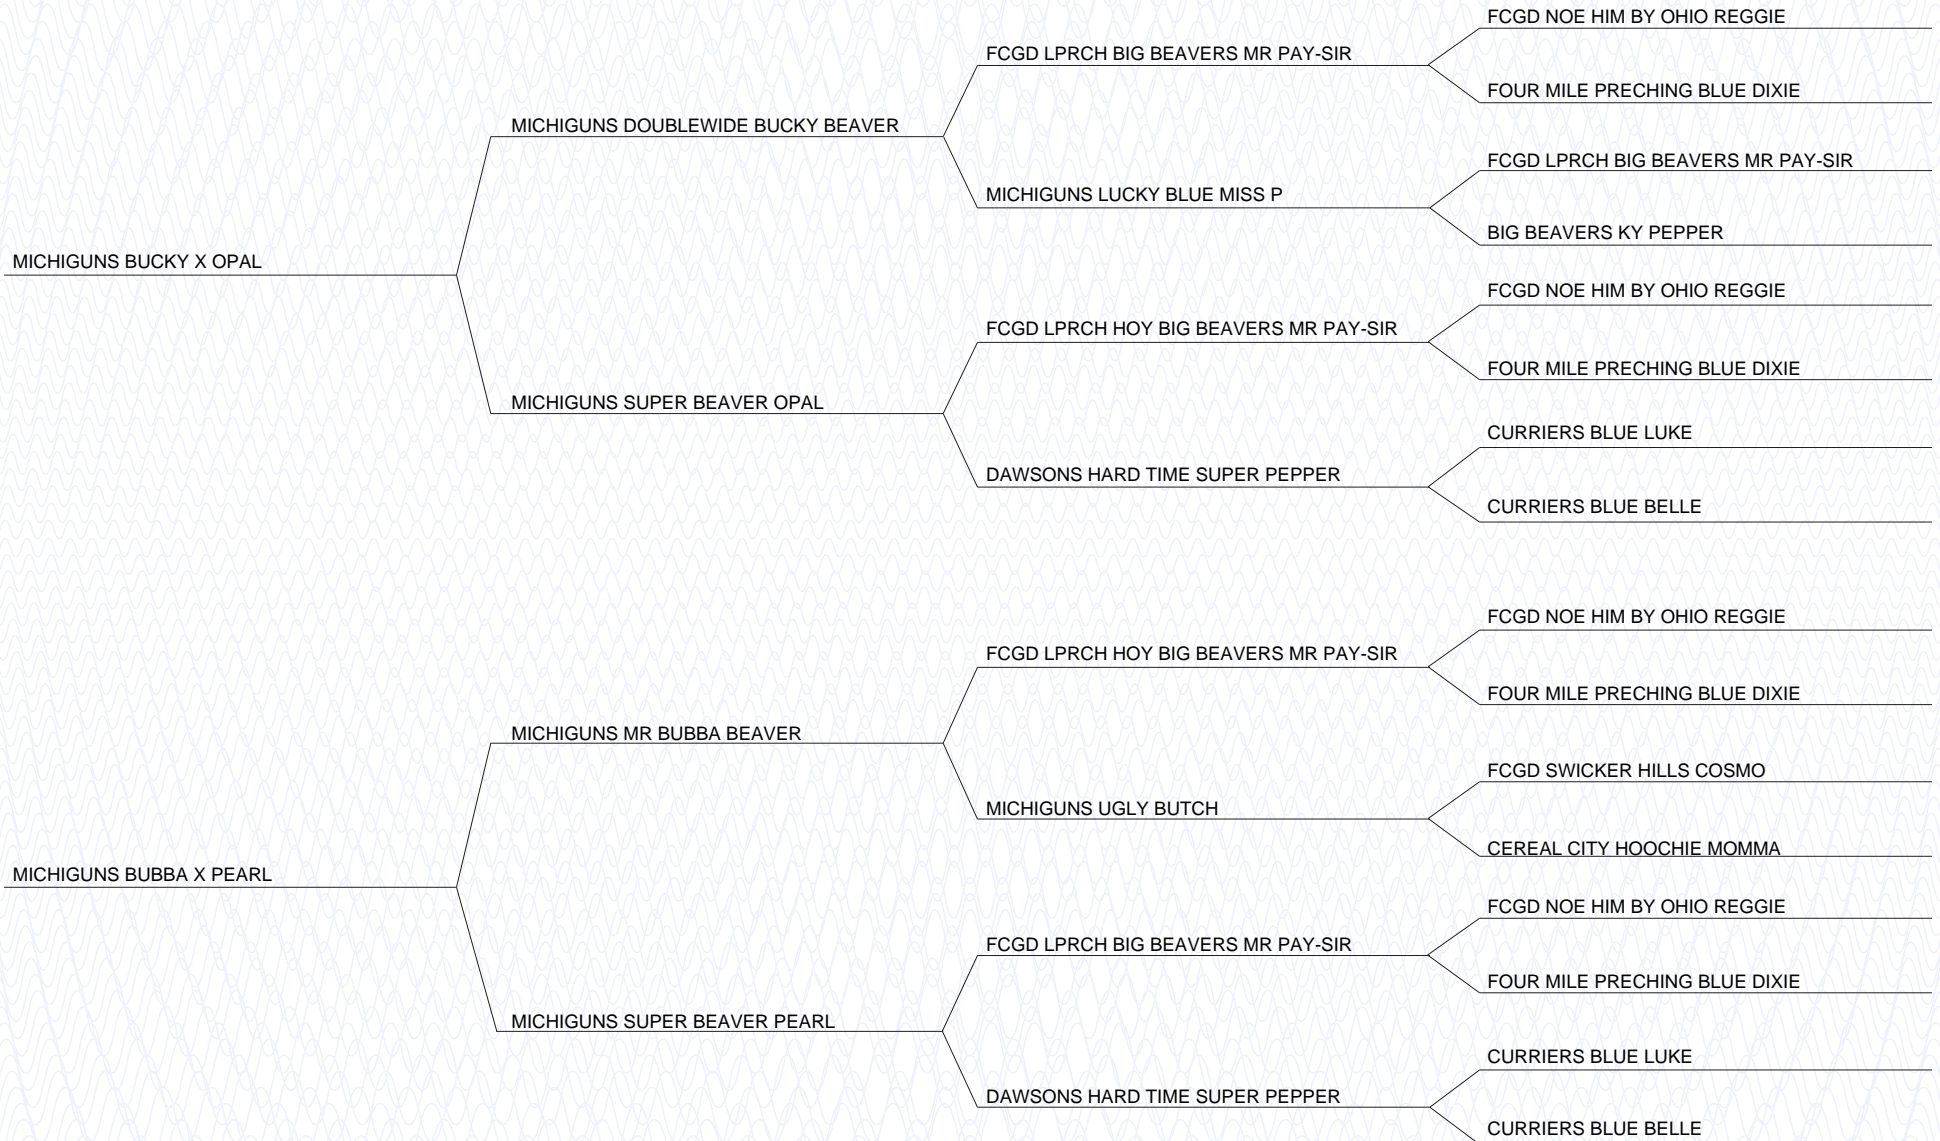 FCGD NOE HIM BY OHIO REGGIE
FCGD LPRCH BIG BEAVERS MR PAY-SIR
FOUR MILE PRECHING BLUE DIXIE
MICHIGUNS DOUBLEWIDE BUCKY BEAVER
FCGD LPRCH BIG BEAVERS MR PAY-SIR
MICHIGUNS LUCKY BLUE MISS P
BIG BEAVERS KY PEPPER
MICHIGUNS BUCKY X OPAL
FCGD NOE HIM BY OHIO REGGIE
FCGD LPRCH HOY BIG BEAVERS MR PAY-SIR
FOUR MILE PRECHING BLUE DIXIE
MICHIGUNS SUPER BEAVER OPAL
CURRIERS BLUE LUKE
DAWSONS HARD TIME SUPER PEPPER
CURRIERS BLUE BELLE
FCGD NOE HIM BY OHIO REGGIE
FCGD LPRCH HOY BIG BEAVERS MR PAY-SIR
FOUR MILE PRECHING BLUE DIXIE
MICHIGUNS MR BUBBA BEAVER
FCGD SWICKER HILLS COSMO
MICHIGUNS UGLY BUTCH
CEREAL CITY HOOCHIE MOMMA
MICHIGUNS BUBBA X PEARL
FCGD NOE HIM BY OHIO REGGIE
FCGD LPRCH BIG BEAVERS MR PAY-SIR
FOUR MILE PRECHING BLUE DIXIE
MICHIGUNS SUPER BEAVER PEARL
CURRIERS BLUE LUKE
DAWSONS HARD TIME SUPER PEPPER
CURRIERS BLUE BELLE